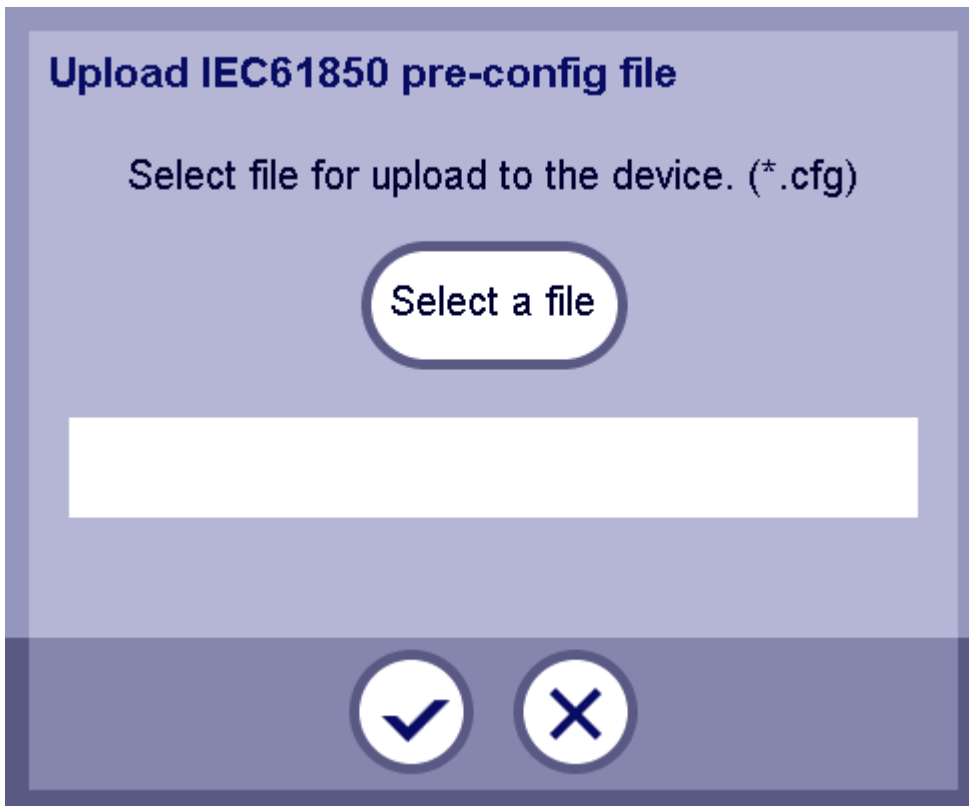 Upload IEC61850 pre-config file
Select file for upload to the device. (*.cfg)
Select a file